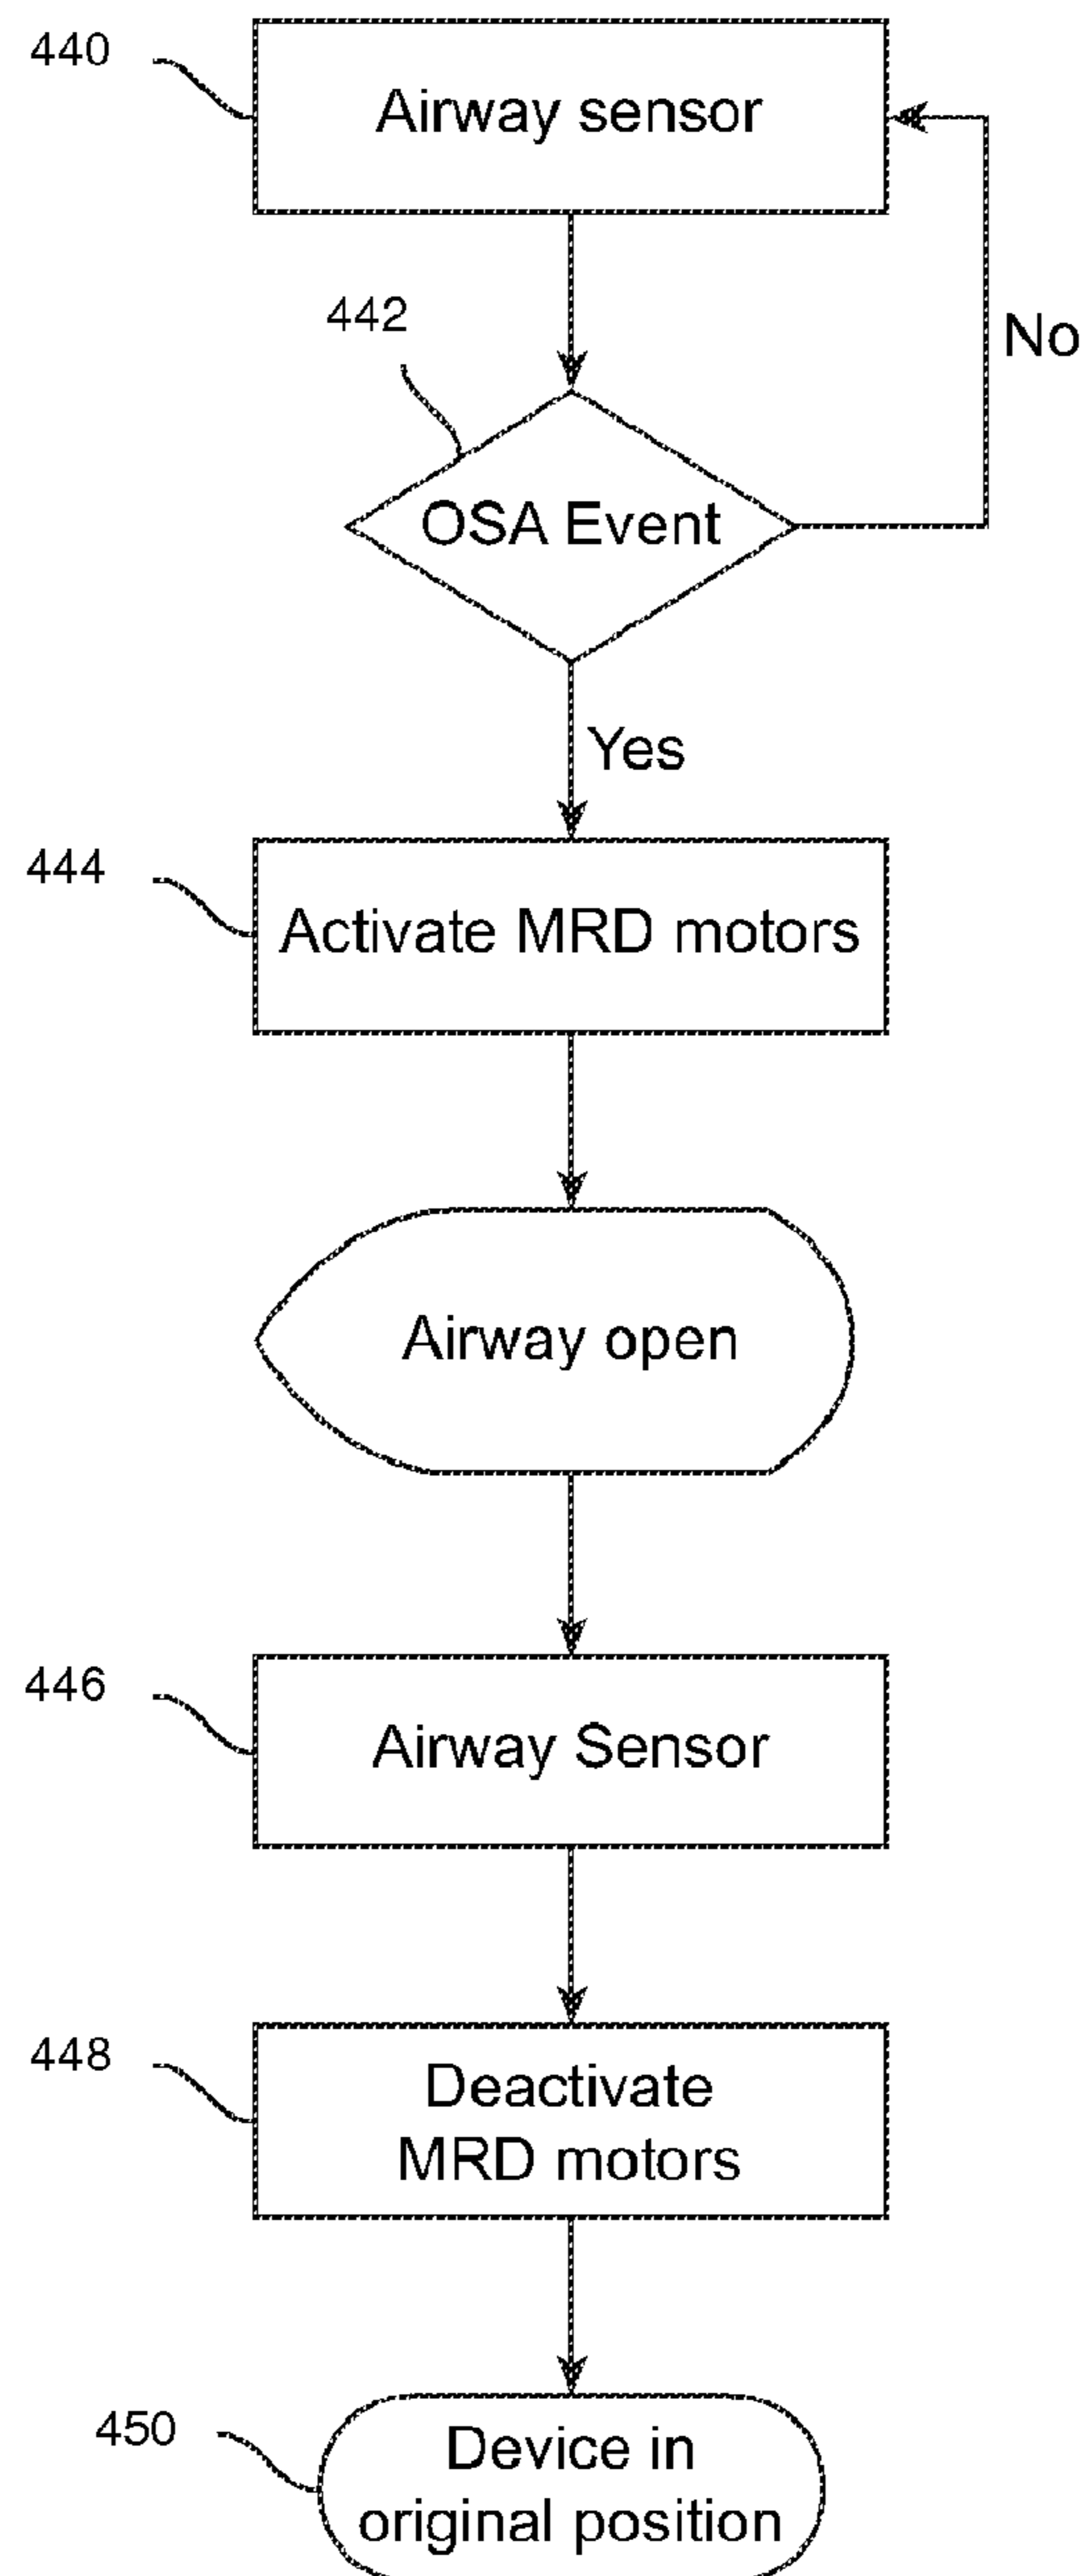 440
Airway sensor
442
No
OSA Event
Yes
444
Activate MRD motors
Airway open
446
Airway Sensor
448
Deactivate
MRD motors
450
Device in
original position